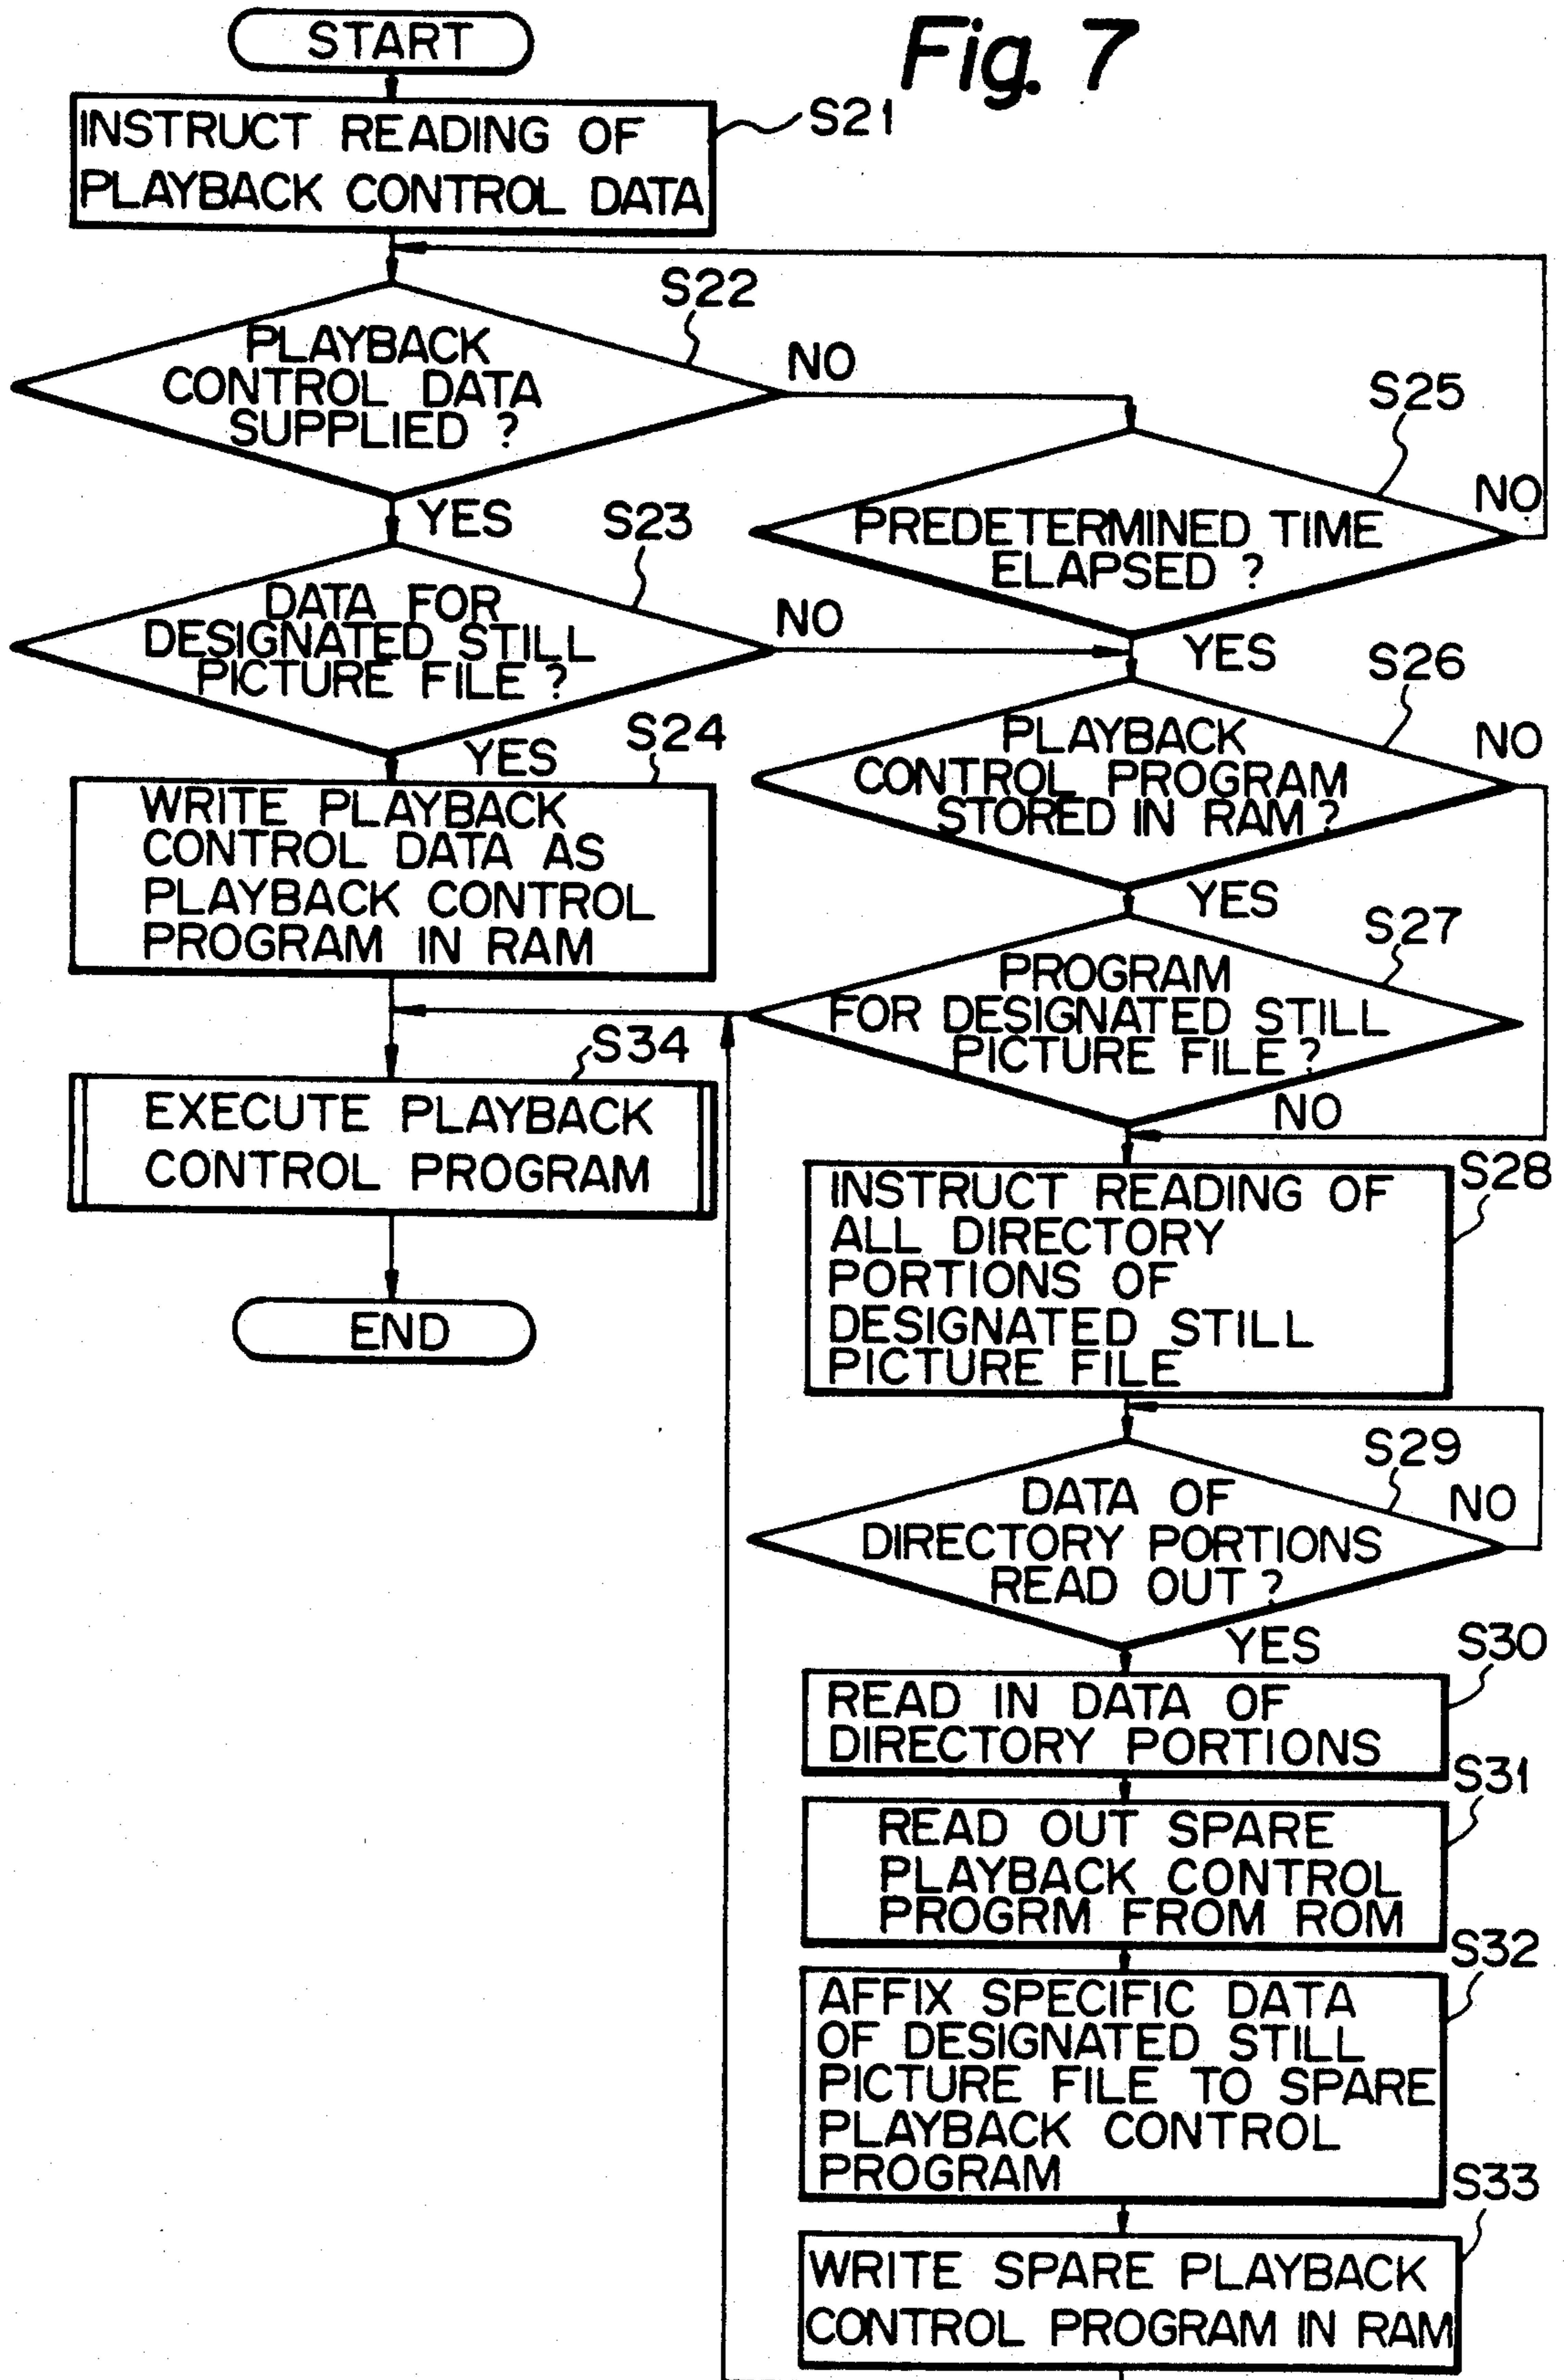 Fig. 7
START
INSTRUCT READING OF
PLAYBACK CONTROL DATA
S21
PLAYBACK
CONTROL DATA
SUPPLIED ?
S22
NO
YES
DATA FOR
DESIGNATED STILL
PICTURE FILE ?
S23
NO
YES
S24
WRITE PLAYBACK
CONTROL DATA AS
PLAYBACK CONTROL
PROGRAM IN RAM
S34
EXECUTE PLAYBACK
CONTROL PROGRAM
END
S25
PREDETERMINED TIME
ELAPSED ?
NO
YES
S26
PLAYBACK
CONTROL PROGRAM
STORED IN RAM ?
NO
YES
S27
PROGRAM
FOR DESIGNATED STILL
PICTURE FILE ?
NO
S28
INSTRUCT READING OF
ALL DIRECTORY
PORTIONS OF
DESIGNATED STILL
PICTURE FILE
S29
DATA OF
DIRECTORY PORTIONS
READ OUT ?
NO
YES
S30
READ IN DATA OF
DIRECTORY PORTIONS
S31
READ OUT SPARE
PLAYBACK CONTROL
PROGRM FROM ROM
S32
AFFIX SPECIFIC DATA
OF DESIGNATED STILL
PICTURE FILE TO SPARE
PLAYBACK CONTROL
PROGRAM
S33
WRITE SPARE PLAYBACK
CONTROL PROGRAM IN RAM